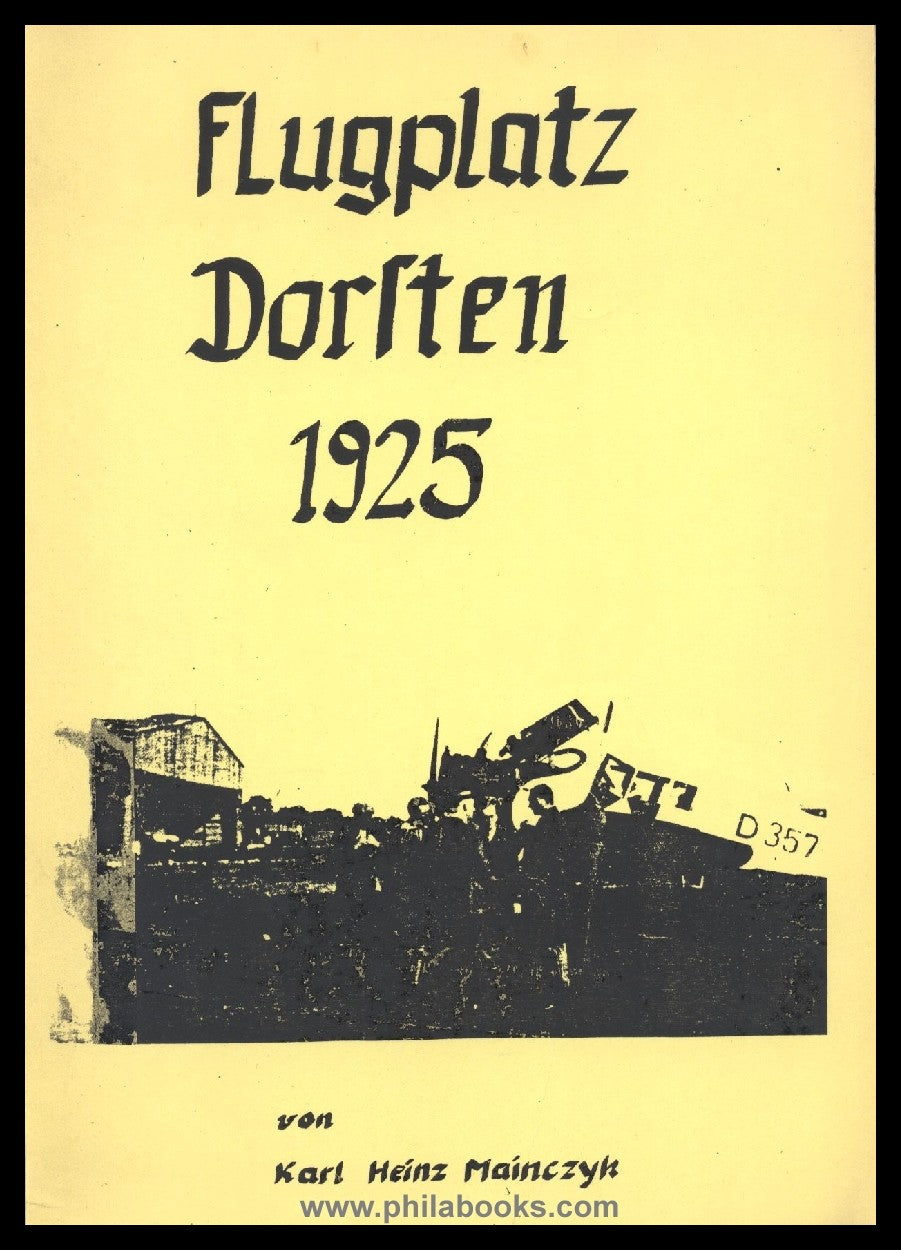 Flugplatz
Dorſten
1925
D 357
von
Karl Heinz Mainczyk
www.philabooks.com